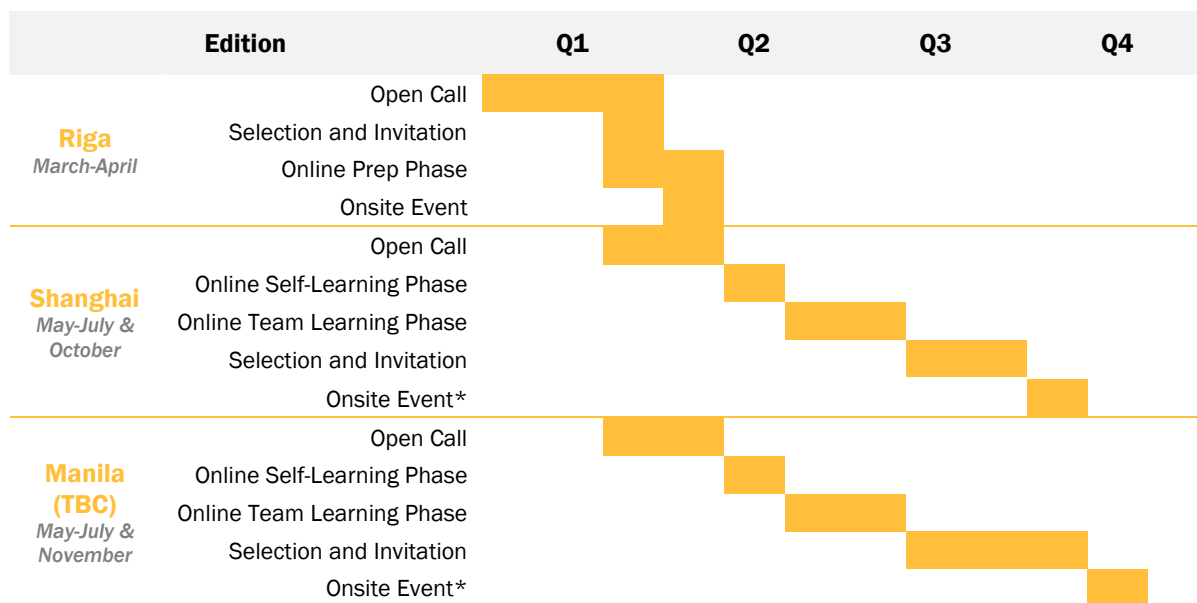 Edition Q1 Q2 Q3 Q4
Riga
March-April
Open Call
Selection and Invitation
Online Prep Phase
Onsite Event
Shanghai
May-July &
October
Open Call
Online Self-Learning Phase
Online Team Learning Phase
Selection and Invitation
Onsite Event*
Manila
(TBC)
May-July &
November
Open Call
Online Self-Learning Phase
Online Team Learning Phase
Selection and Invitation
Onsite Event*